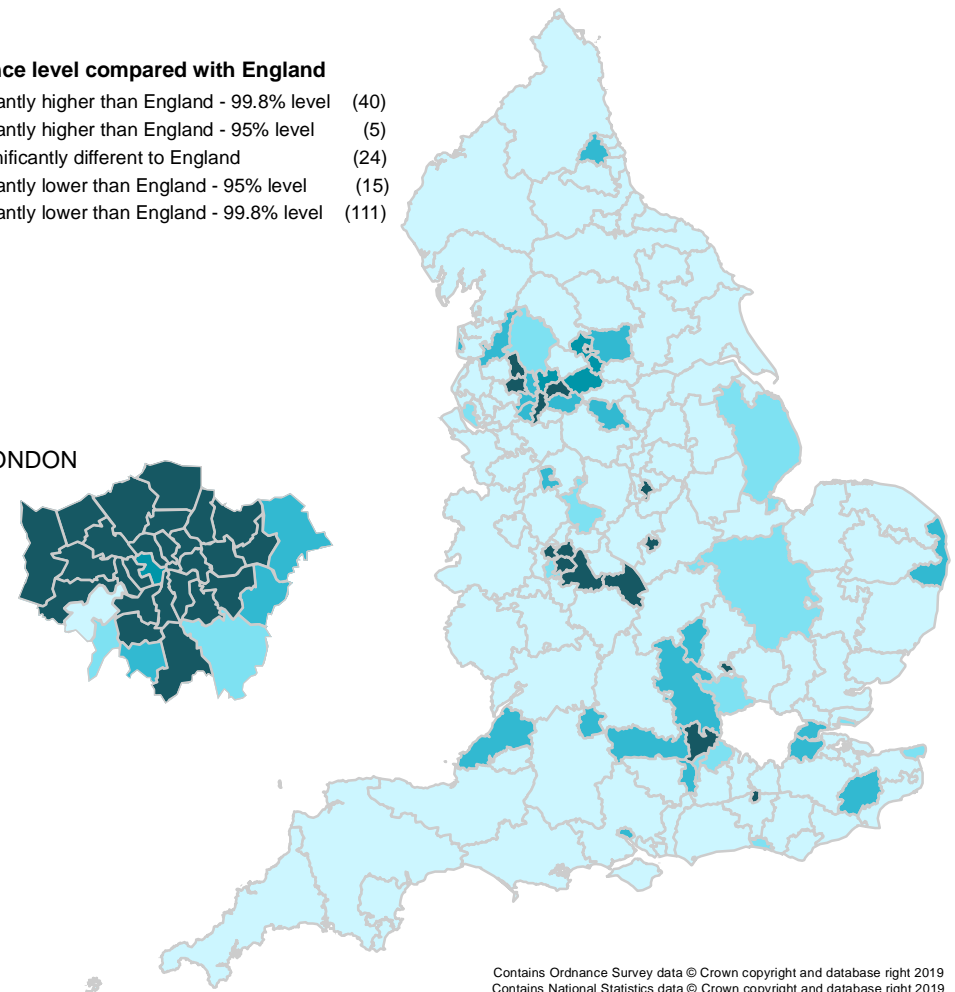 nce level compared with England
antly higher than England - 99.8% level (40)
antly higher than England - 95% level (5)
nificantly different to England (24)
antly lower than England - 95% level (15)
antly lower than England - 99.8% level (111)
ONDON
Contains Ordnance Survey data © Crown copyright and database right 2019
Contains National Statistics data © Crown copyright and database right 2019